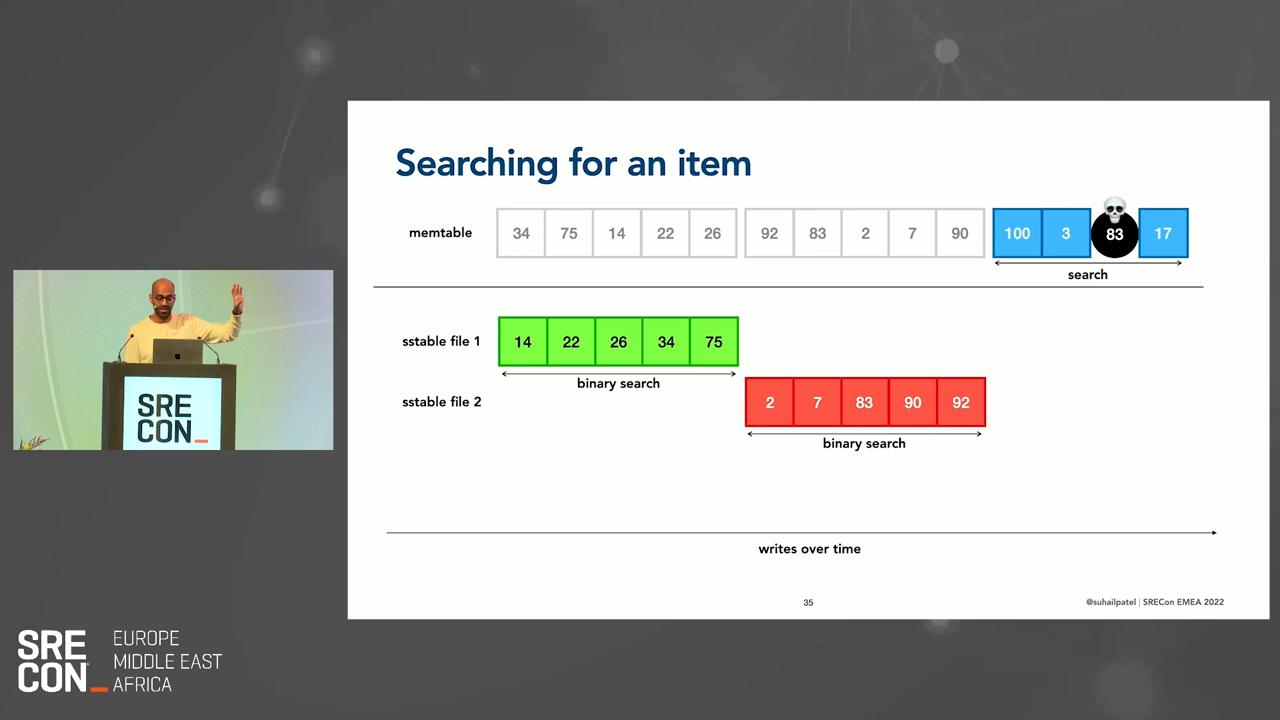 Searching for an item
memtable 34 75 14 22 26 92 83 2 7 90 100 3 83 17
search
sstable file 1 14 22 26 34 75
binary search
sstable file 2 2 7 83 90 92
binary search
writes over time
35
@suhailpatel | SRECon EMEA 2022
SRE
CON_
SRE
CON_
EUROPE
MIDDLE EAST
AFRICA